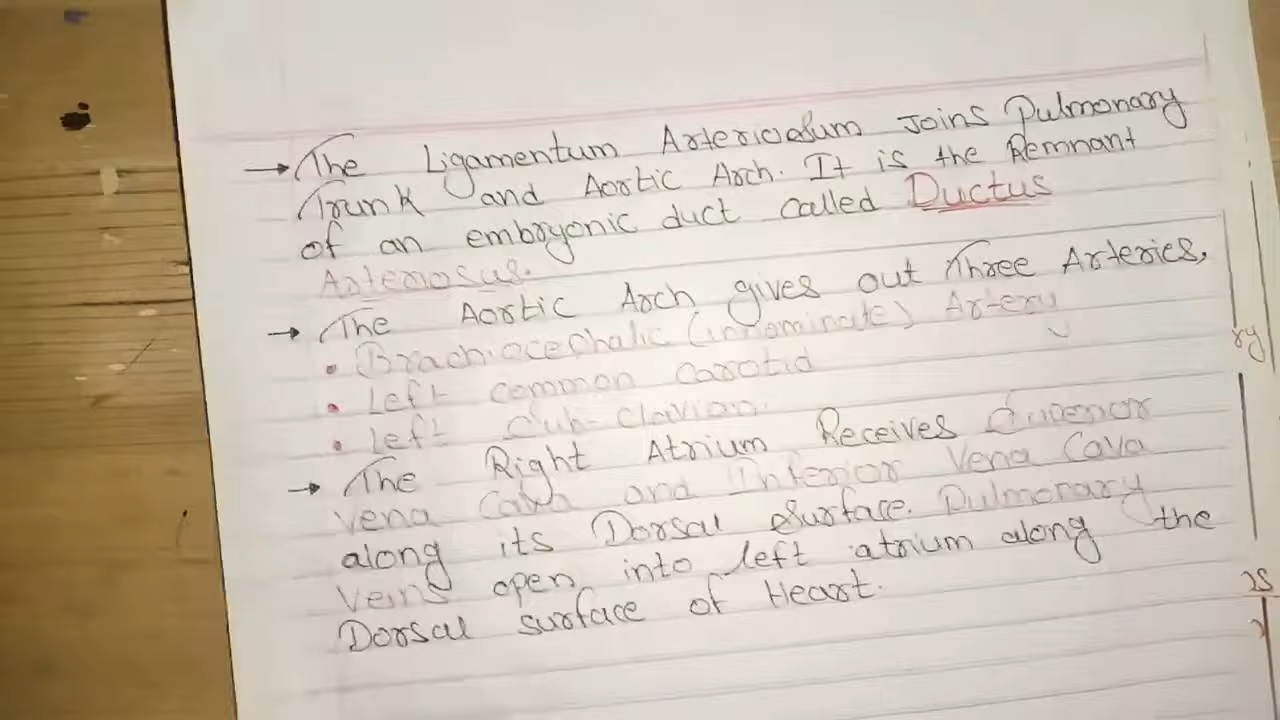 → The Ligamentum Arteriosum Joins Pulmonary
Trunk and Aortic Arch. It is the Remnant
of an embryonic duct called Ductus
Arteriosus.
→ The Aortic Arch gives out Three Arteries,
• Brachiocephalic (innominate) Artery
• Left common Carotid
• Left Sub-Clavian.
→ The Right Atrium Receives Superior
Vena Cava and Inferior Vena Cava
along its Dorsal Surface. Pulmonary
Veins open into left atrium along the
Dorsal surface of Heart.
ry